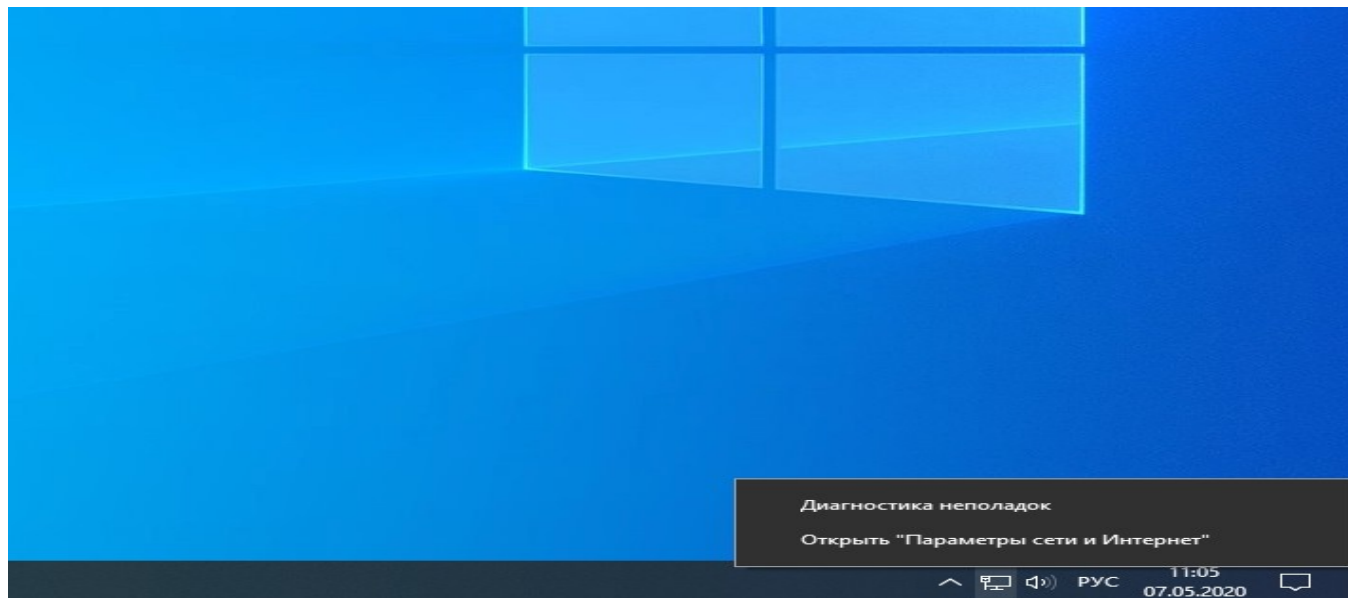 Диагностика неполадок
Открыть "Параметры сети и Интернет"
РУС
11:05
07.05.2020